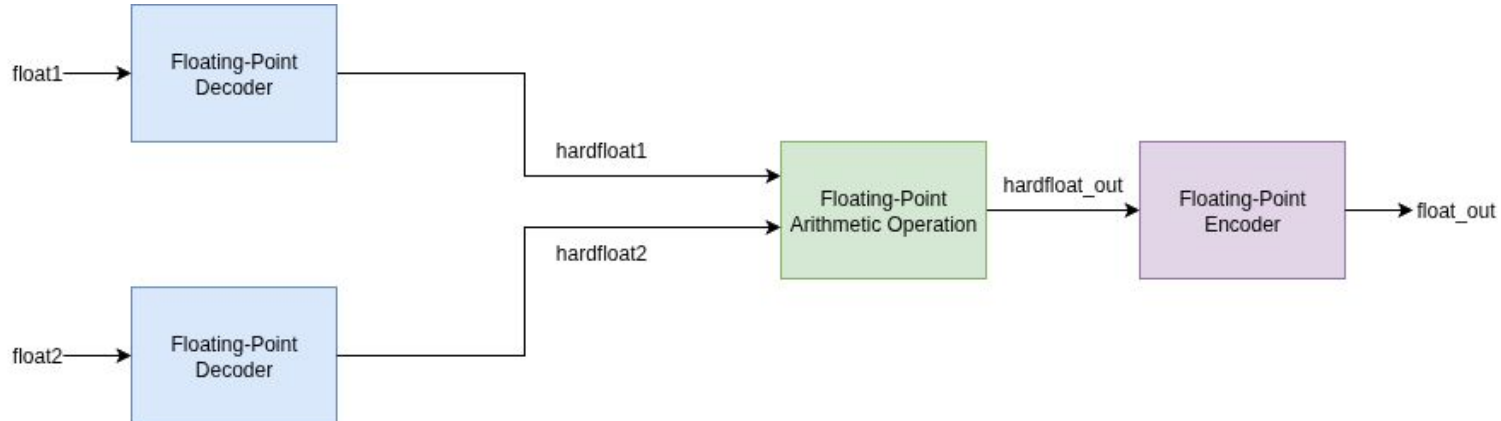 float1
Floating-Point
Decoder
hardfloat1
hardfloat2
Floating-Point
Arithmetic Operation
hardfloat_out
Floating-Point
Encoder
float_out
float2
Floating-Point
Decoder